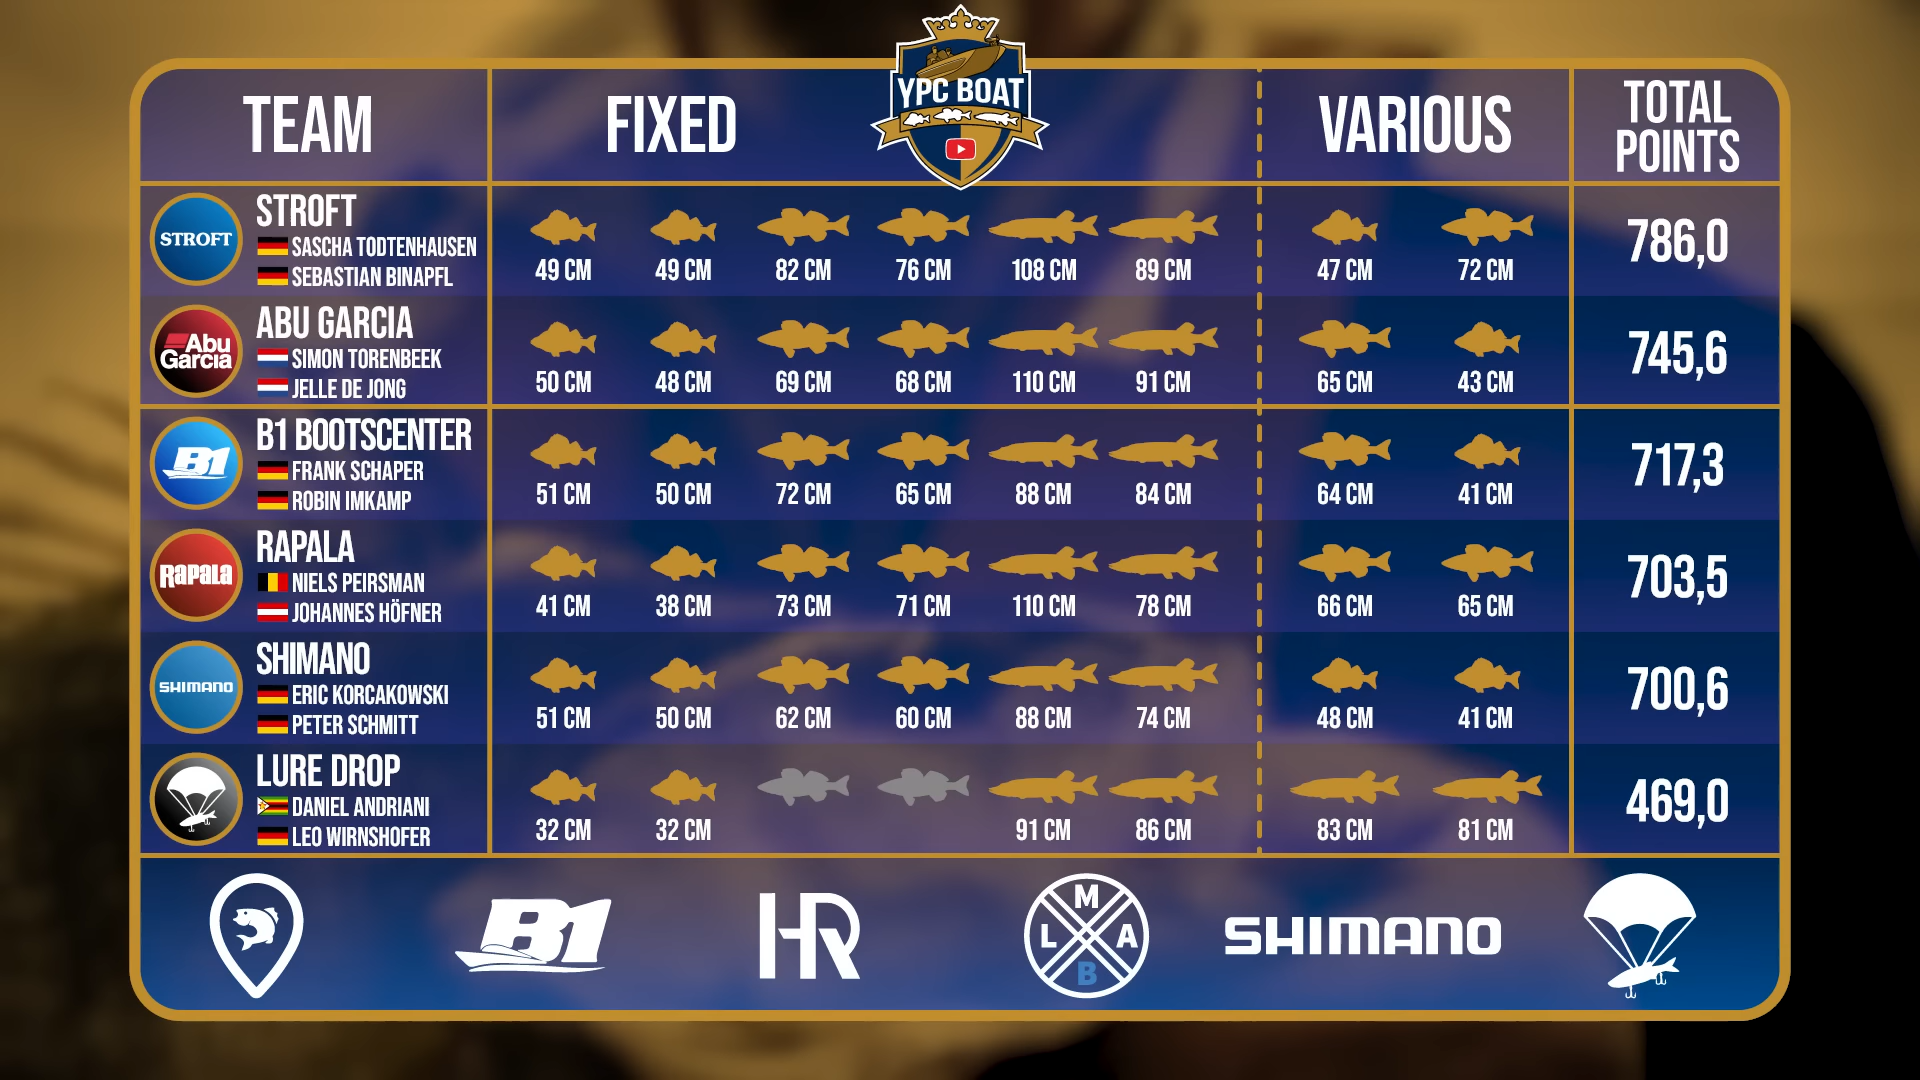 YPC BOAT
TEAM FIXED VARIOUS TOTAL POINTS
STROFT
STROFT
SASCHA TODTENHAUSEN
SEBASTIAN BINAPFL
49 CM 49 CM 82 CM 76 CM 108 CM 89 CM 47 CM 72 CM 786,0
Abu Garcia
ABU GARCIA
SIMON TORENBEEK
JELLE DE JONG
50 CM 48 CM 69 CM 68 CM 110 CM 91 CM 65 CM 43 CM 745,6
B1
B1 BOOTSCENTER
FRANK SCHAPER
ROBIN IMKAMP
51 CM 50 CM 72 CM 65 CM 88 CM 84 CM 64 CM 41 CM 717,3
RAPALA
RAPALA
NIELS PEIRSMAN
JOHANNES HÖFNER
41 CM 38 CM 73 CM 71 CM 110 CM 78 CM 66 CM 65 CM 703,5
SHIMANO
SHIMANO
ERIC KORCAKOWSKI
PETER SCHMITT
51 CM 50 CM 62 CM 60 CM 88 CM 74 CM 48 CM 41 CM 700,6
LURE DROP
DANIEL ANDRIANI
LEO WIRNSHOFER
32 CM 32 CM 91 CM 86 CM 83 CM 81 CM 469,0
B1 HR LMAB SHIMANO